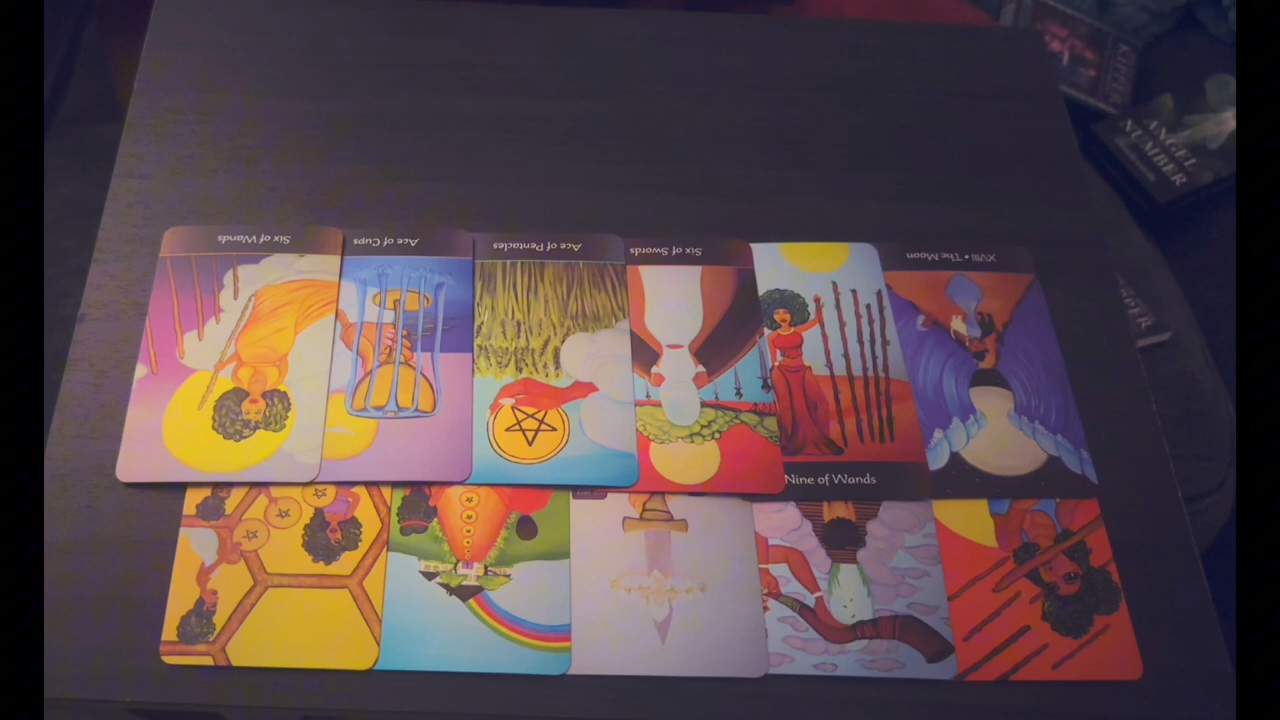 KIPPER
ANGEL
NUMBER
Six of Wands
Ace of Cups
Ace of Pentacles
Six of Swords
XVIII • The Moon
Nine of Wands